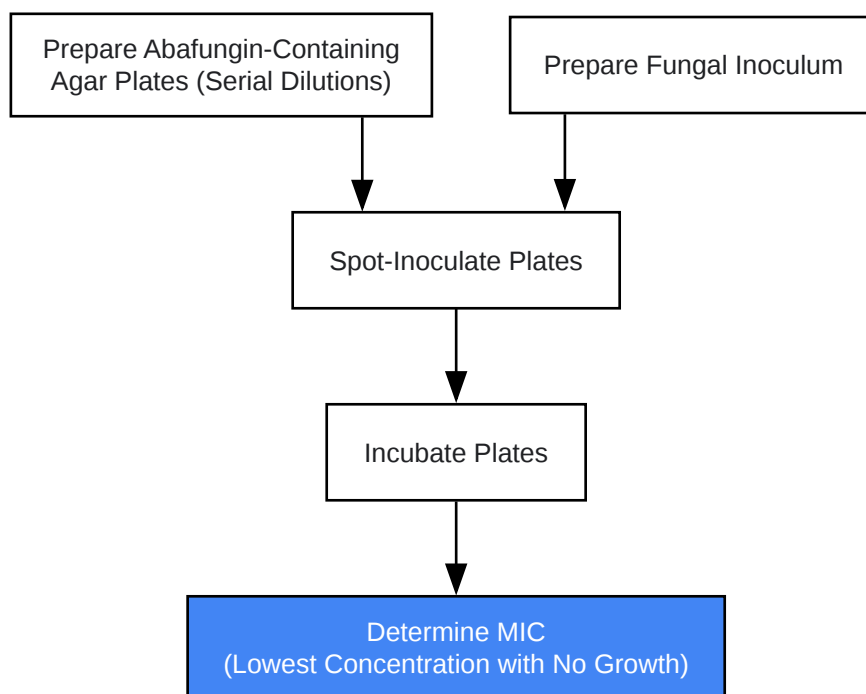 Prepare Abafungin-Containing
Agar Plates (Serial Dilutions)
Prepare Fungal Inoculum
Spot-Inoculate Plates
Incubate Plates
Determine MIC
(Lowest Concentration with No Growth)